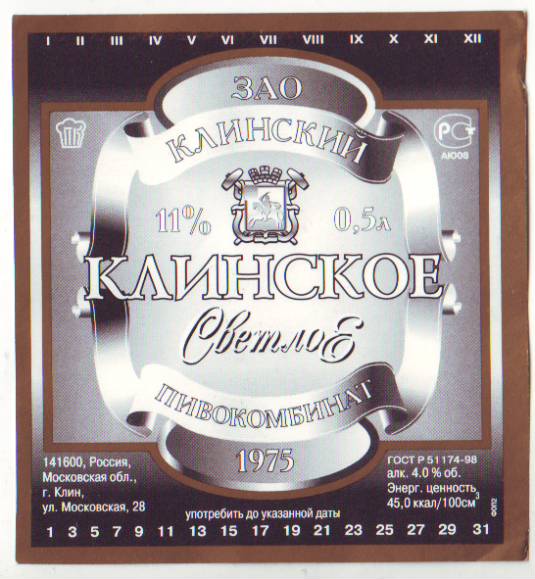 I II III IV V VI VII VIII IX X XI XII
ЗАО
КЛИНСКИЙ
РСТ
АЮ08
11% 0,5л
КЛИНСКОЕ
Светлое
ПИВОКОМБИНАТ
1975
141600, Россия,
Московская обл.,
г. Клин,
ул. Московская, 28
ГОСТ Р 51174-98
алк. 4.0 % об.
Энерг. ценность
45,0 ккал/100см³
употребить до указанной даты
1 3 5 7 9 11 13 15 17 19 21 23 25 27 29 31